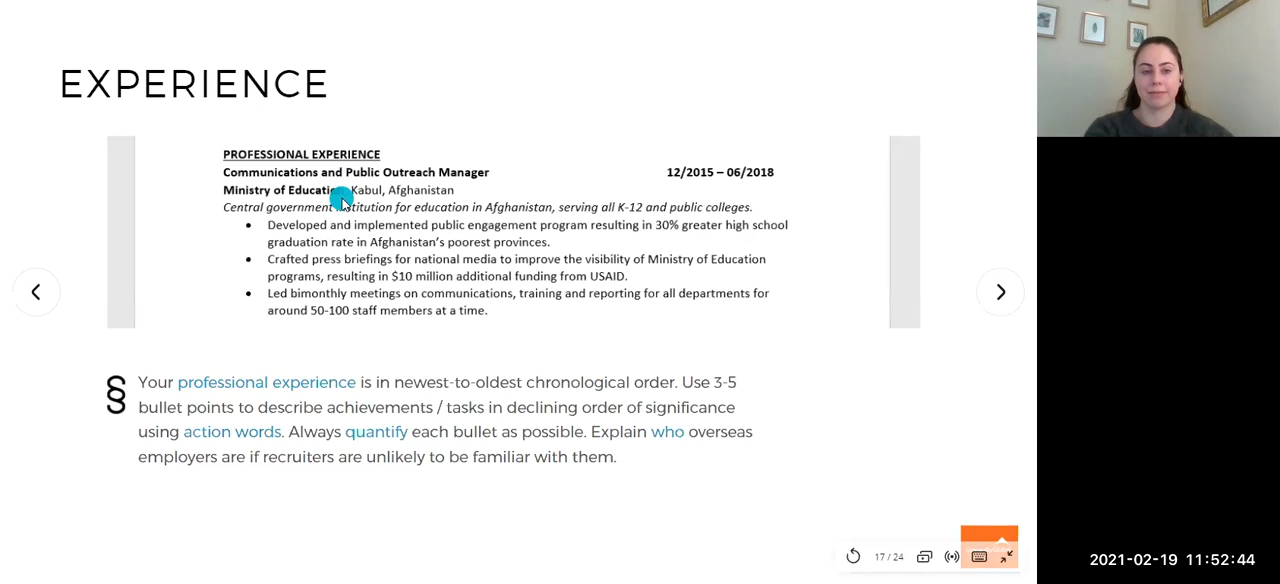 EXPERIENCE
PROFESSIONAL EXPERIENCE
Communications and Public Outreach Manager 12/2015 – 06/2018
Ministry of Education, Kabul, Afghanistan
Central government institution for education in Afghanistan, serving all K-12 and public colleges.
• Developed and implemented public engagement program resulting in 30% greater high school
graduation rate in Afghanistan's poorest provinces.
• Crafted press briefings for national media to improve the visibility of Ministry of Education
programs, resulting in $10 million additional funding from USAID.
• Led bimonthly meetings on communications, training and reporting for all departments for
around 50-100 staff members at a time.
§ Your professional experience is in newest-to-oldest chronological order. Use 3-5
bullet points to describe achievements / tasks in declining order of significance
using action words. Always quantify each bullet as possible. Explain who overseas
employers are if recruiters are unlikely to be familiar with them.
17 / 24
2021-02-19 11:52:44